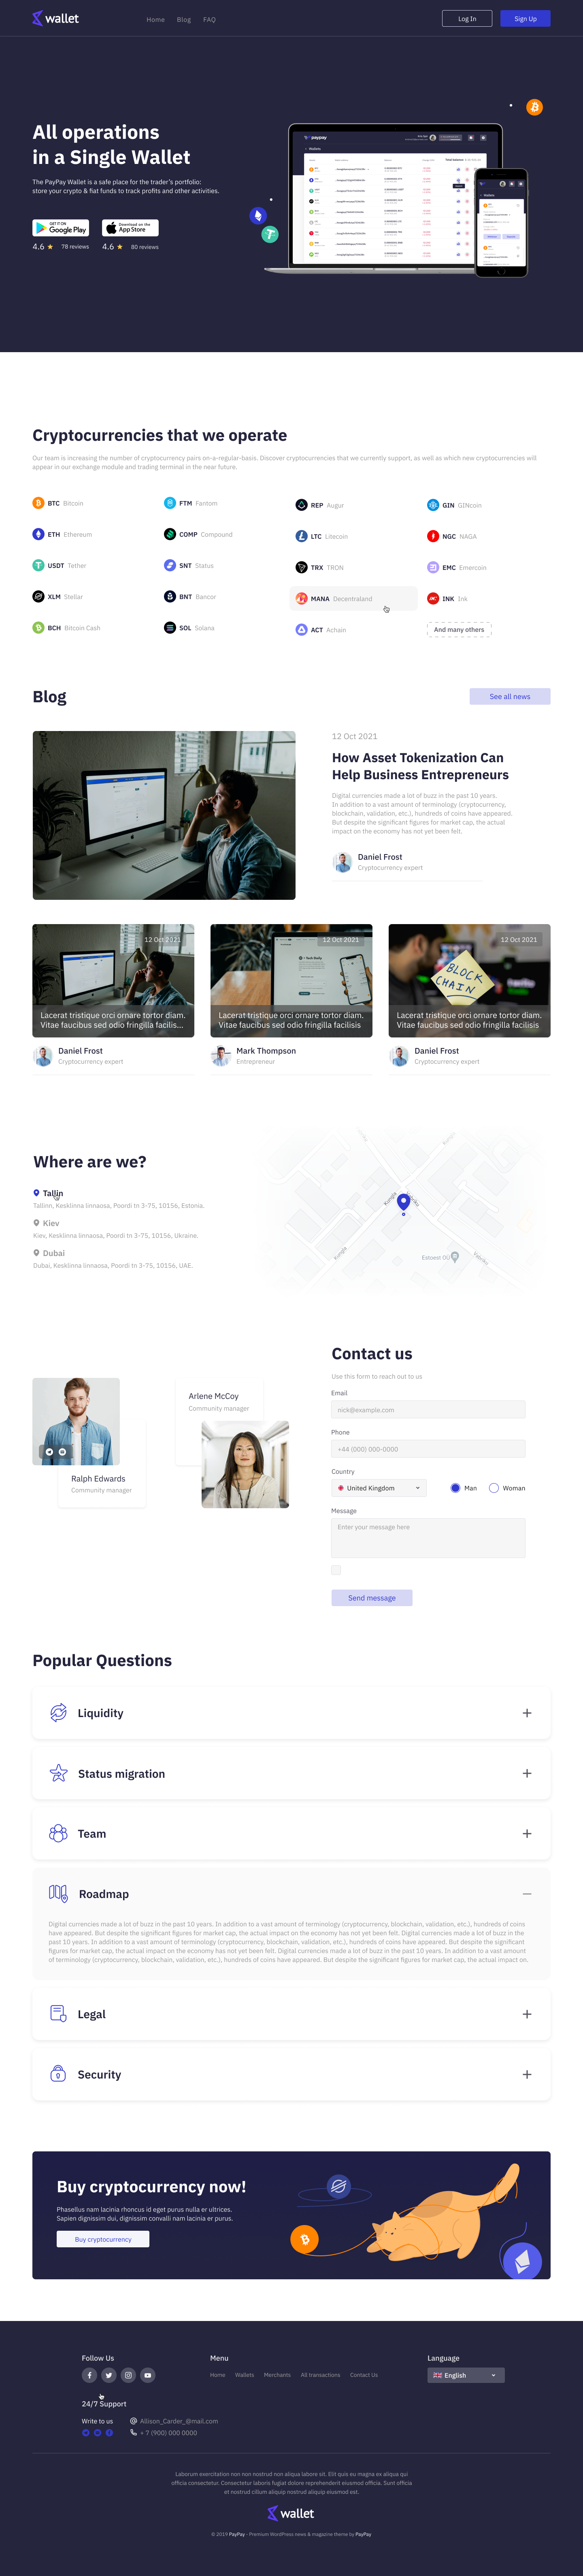 wallet
Home Blog FAQ
Log In
Sign Up
All operations
in a Single Wallet
The PayPay Wallet is a safe place for the trader's portfolio:
store your crypto & fiat funds to track profits and other activities.
GET IT ON
Google Play
Download on the
App Store
4.6 ★ 78 reviews
4.6 ★ 80 reviews
paypay
Wallets
Cryptocurrencies that we operate
Our team is increasing the number of cryptocurrency pairs on-a-regular-basis. Discover cryptocurrencies that we currently support, as well as which new cryptocurrencies will
appear in our exchange module and trading terminal in the near future.
BTC Bitcoin
ETH Ethereum
USDT Tether
XLM Stellar
BCH Bitcoin Cash
FTM Fantom
COMP Compound
SNT Status
BNT Bancor
SOL Solana
REP Augur
LTC Litecoin
TRX TRON
MANA Decentraland
ACT Achain
GIN GINcoin
NGC NAGA
EMC Emercoin
INK Ink
And many others
Blog
See all news
12 Oct 2021
How Asset Tokenization Can
Help Business Entrepreneurs
Digital currencies made a lot of buzz in the past 10 years.
In addition to a vast amount of terminology (cryptocurrency,
blockchain, validation, etc.), hundreds of coins have appeared.
But despite the significant figures for market cap, the actual
impact on the economy has not yet been felt.
Daniel Frost
Cryptocurrency expert
12 Oct 2021
Lacerat tristique orci ornare tortor diam.
Vitae faucibus sed odio fringilla facilis...
Daniel Frost
Cryptocurrency expert
12 Oct 2021
Tech Daily
Lacerat tristique orci ornare tortor diam.
Vitae faucibus sed odio fringilla facilisis
Mark Thompson
Entrepreneur
12 Oct 2021
BLOCK
CHAIN
Lacerat tristique orci ornare tortor diam.
Vitae faucibus sed odio fringilla facilisis
Daniel Frost
Cryptocurrency expert
Where are we?
Tallin
Tallinn, Kesklinna linnaosa, Poordi tn 3-75, 10156, Estonia.
Kiev
Kiev, Kesklinna linnaosa, Poordi tn 3-75, 10156, Ukraine.
Dubai
Dubai, Kesklinna linnaosa, Poordi tn 3-75, 10156, UAE.
Kungla
Kungla
Kungla
Estoest OÜ
Contact us
Use this form to reach out to us
Email
nick@example.com
Phone
+44 (000) 000-0000
Country
United Kingdom
Man
Woman
Message
Enter your message here
Send message
Arlene McCoy
Community manager
Ralph Edwards
Community manager
Popular Questions
Liquidity
Status migration
Team
Roadmap
Digital currencies made a lot of buzz in the past 10 years. In addition to a vast amount of terminology (cryptocurrency, blockchain, validation, etc.), hundreds of coins
have appeared. But despite the significant figures for market cap, the actual impact on the economy has not yet been felt. Digital currencies made a lot of buzz in the
past 10 years. In addition to a vast amount of terminology (cryptocurrency, blockchain, validation, etc.), hundreds of coins have appeared. But despite the significant
figures for market cap, the actual impact on the economy has not yet been felt. Digital currencies made a lot of buzz in the past 10 years. In addition to a vast amount
of terminology (cryptocurrency, blockchain, validation, etc.), hundreds of coins have appeared. But despite the significant figures for market cap, the actual impact on.
Legal
Security
Buy cryptocurrency now!
Phasellus nam lacinia rhoncus id eget purus nulla er ultrices.
Sapien dignissim dui, dignissim convalli nam lacinia er purus.
Buy cryptocurrency
Follow Us
Menu
Home Wallets Merchants All transactions Contact Us
Language
English
24/7 Support
Write to us
Allison_Carder_@mail.com
+ 7 (900) 000 0000
Laborum exercitation non non nostrud non aliqua labore sit. Elit quis ou magna ex aliqua qui
officia consectetur. Consectetur laboris fugiat dolore reprehenderit eiusmod officia. Sunt officia
et nostrud cillum aliquip nostrud aliquip eiusmod est.
wallet
© 2019 PayPay - Premium WordPress news & magazine theme by PayPay